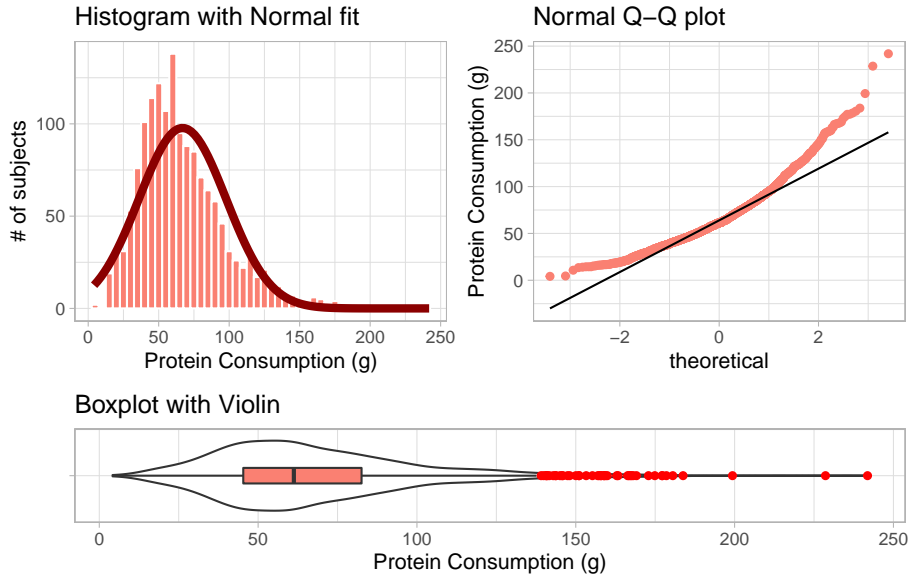 Histogram with Normal fit
# of subjects
100
50
0
0 50 100 150 200 250
Protein Consumption (g)
Normal Q−Q plot
Protein Consumption (g)
250
200
150
100
50
0
−2 0 2
theoretical
Boxplot with Violin
0 50 100 150 200 250
Protein Consumption (g)